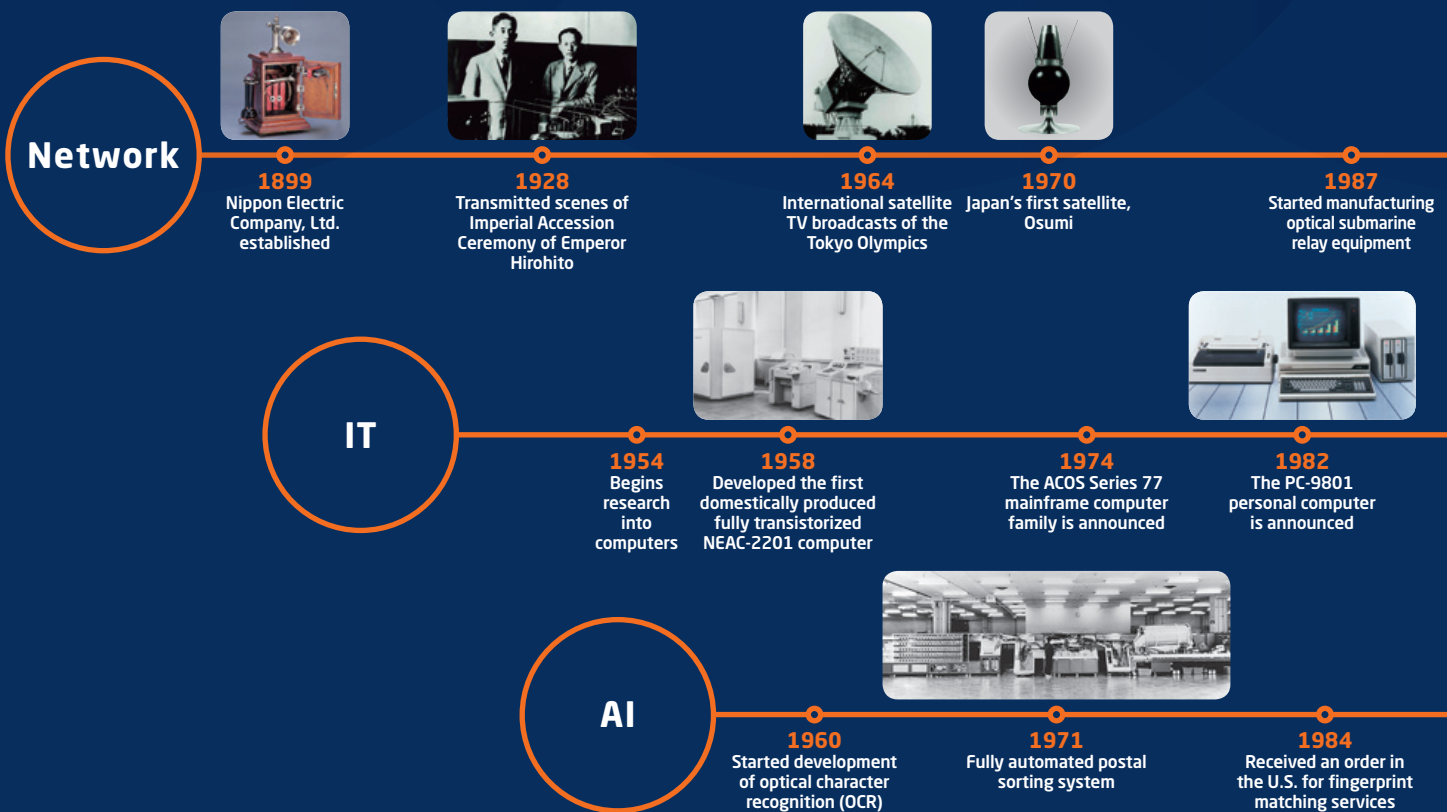 Network
1899
Nippon Electric
Company, Ltd.
established
1928
Transmitted scenes of
Imperial Accession
Ceremony of Emperor
Hirohito
1964
International satellite
TV broadcasts of the
Tokyo Olympics
1970
Japan's first satellite,
Osumi
1987
Started manufacturing
optical submarine
relay equipment
IT
1954
Begins
research
into
computers
1958
Developed the first
domestically produced
fully transistorized
NEAC-2201 computer
1974
The ACOS Series 77
mainframe computer
family is announced
1982
The PC-9801
personal computer
is announced
AI
1960
Started development
of optical character
recognition (OCR)
1971
Fully automated postal
sorting system
1984
Received an order in
the U.S. for fingerprint
matching services